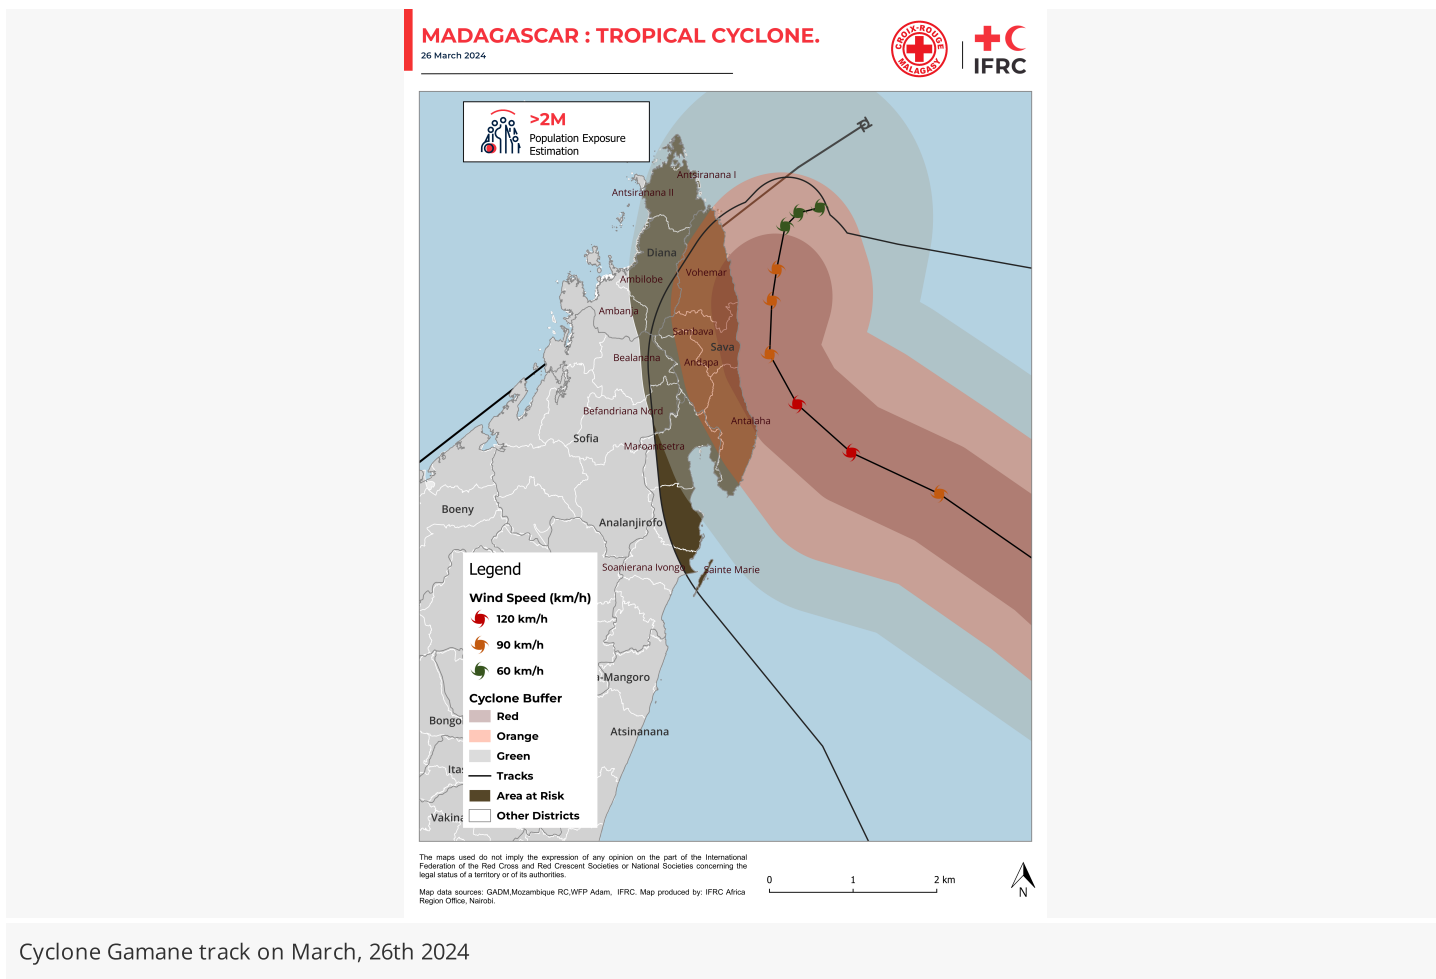 MADAGASCAR : TROPICAL CYCLONE.
26 March 2024
CROIX-ROUGE
MALAGASY
IFRC
>2M
Population Exposure
Estimation
Antsiranana I
Antsiranana II
Diana
Vohemar
Ambilobe
Ambanja
Sambava
Sava
Bealanana
Andapa
Befandriana Nord
Antalaha
Sofia
Maroantsetra
Boeny
Analanjirofo
Soanierana Ivongo
Sainte Marie
-Mangoro
Bongo
Atsinanana
Itas
Vakina
Legend
Wind Speed (km/h)
120 km/h
90 km/h
60 km/h
Cyclone Buffer
Red
Orange
Green
Tracks
Area at Risk
Other Districts
The maps used do not imply the expression of any opinion on the part of the International
Federation of the Red Cross and Red Crescent Societies or National Societies concerning the
legal status of a territory or of its authorities.
Map data sources: GADM,Mozambique RC,WFP Adam, IFRC. Map produced by: IFRC Africa
Region Office, Nairobi.
0 1 2 km
N
Cyclone Gamane track on March, 26th 2024